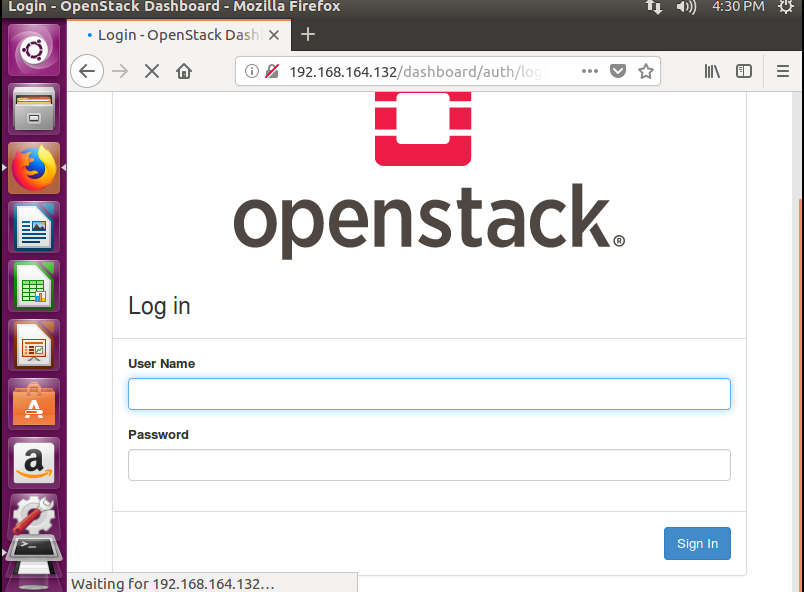 Login - OpenStack Dashboard - Mozilla Firefox
4:30 PM
Login - OpenStack Dash
192.168.164.132/dashboard/auth/log
openstack®
Log in
User Name
Password
Sign In
Waiting for 192.168.164.132...